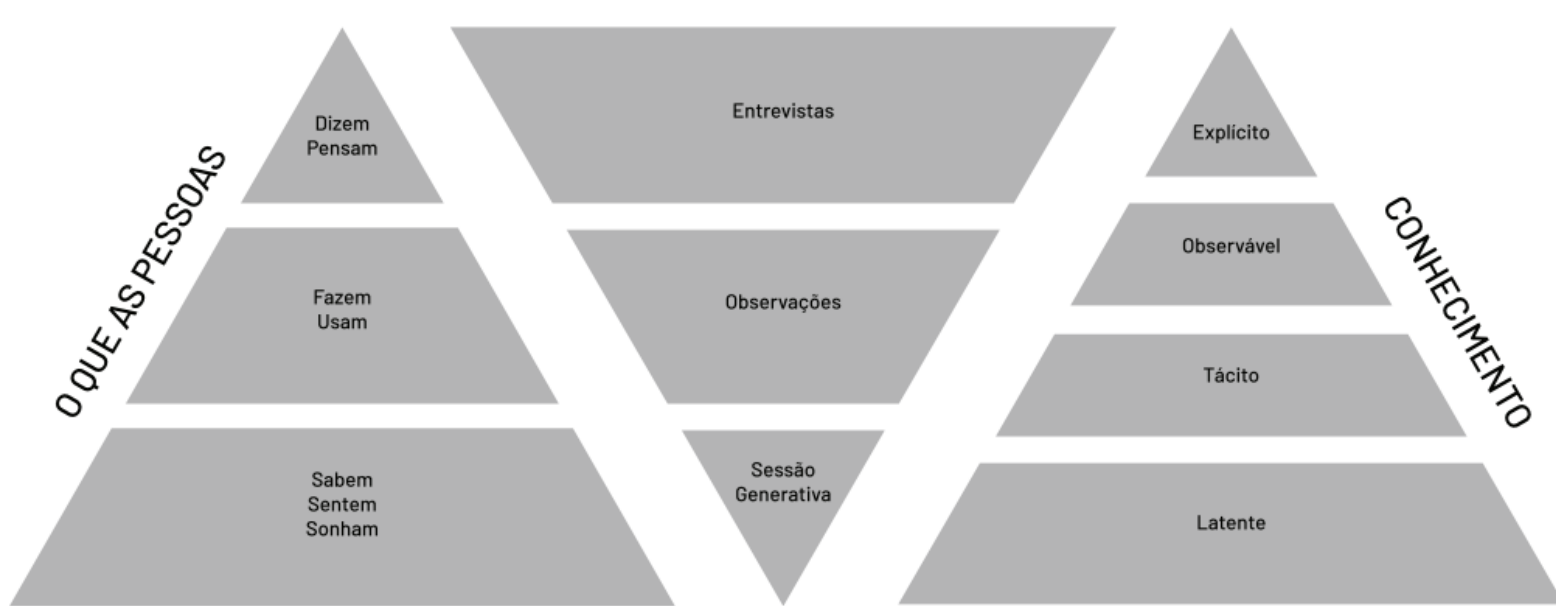 O QUE AS PESSOAS
Dizem
Pensam
Fazem
Usam
Sabem
Sentem
Sonham
Entrevistas
Observações
Sessão
Generativa
Explícito
Observável
Tácito
Latente
CONHECIMENTO